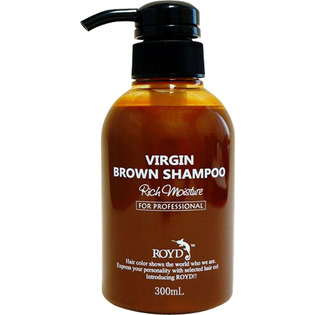 VIRGIN
BROWN SHAMPOO
Rich Moisture
FOR PROFESSIONAL
ROYD™
Hair color shows the world who we are.
Express your personality with selected hair col
Introducing ROYD!!
300mL